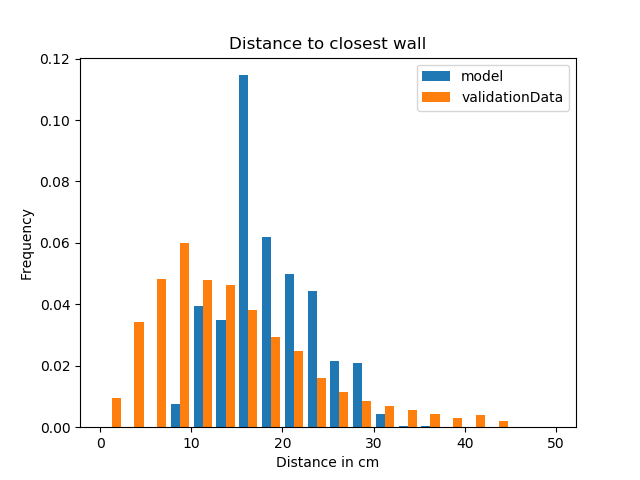 Distance to closest wall
model
validationData
0.12
0.10
0.08
0.06
0.04
0.02
0.00
Frequency
0 10 20 30 40 50
Distance in cm